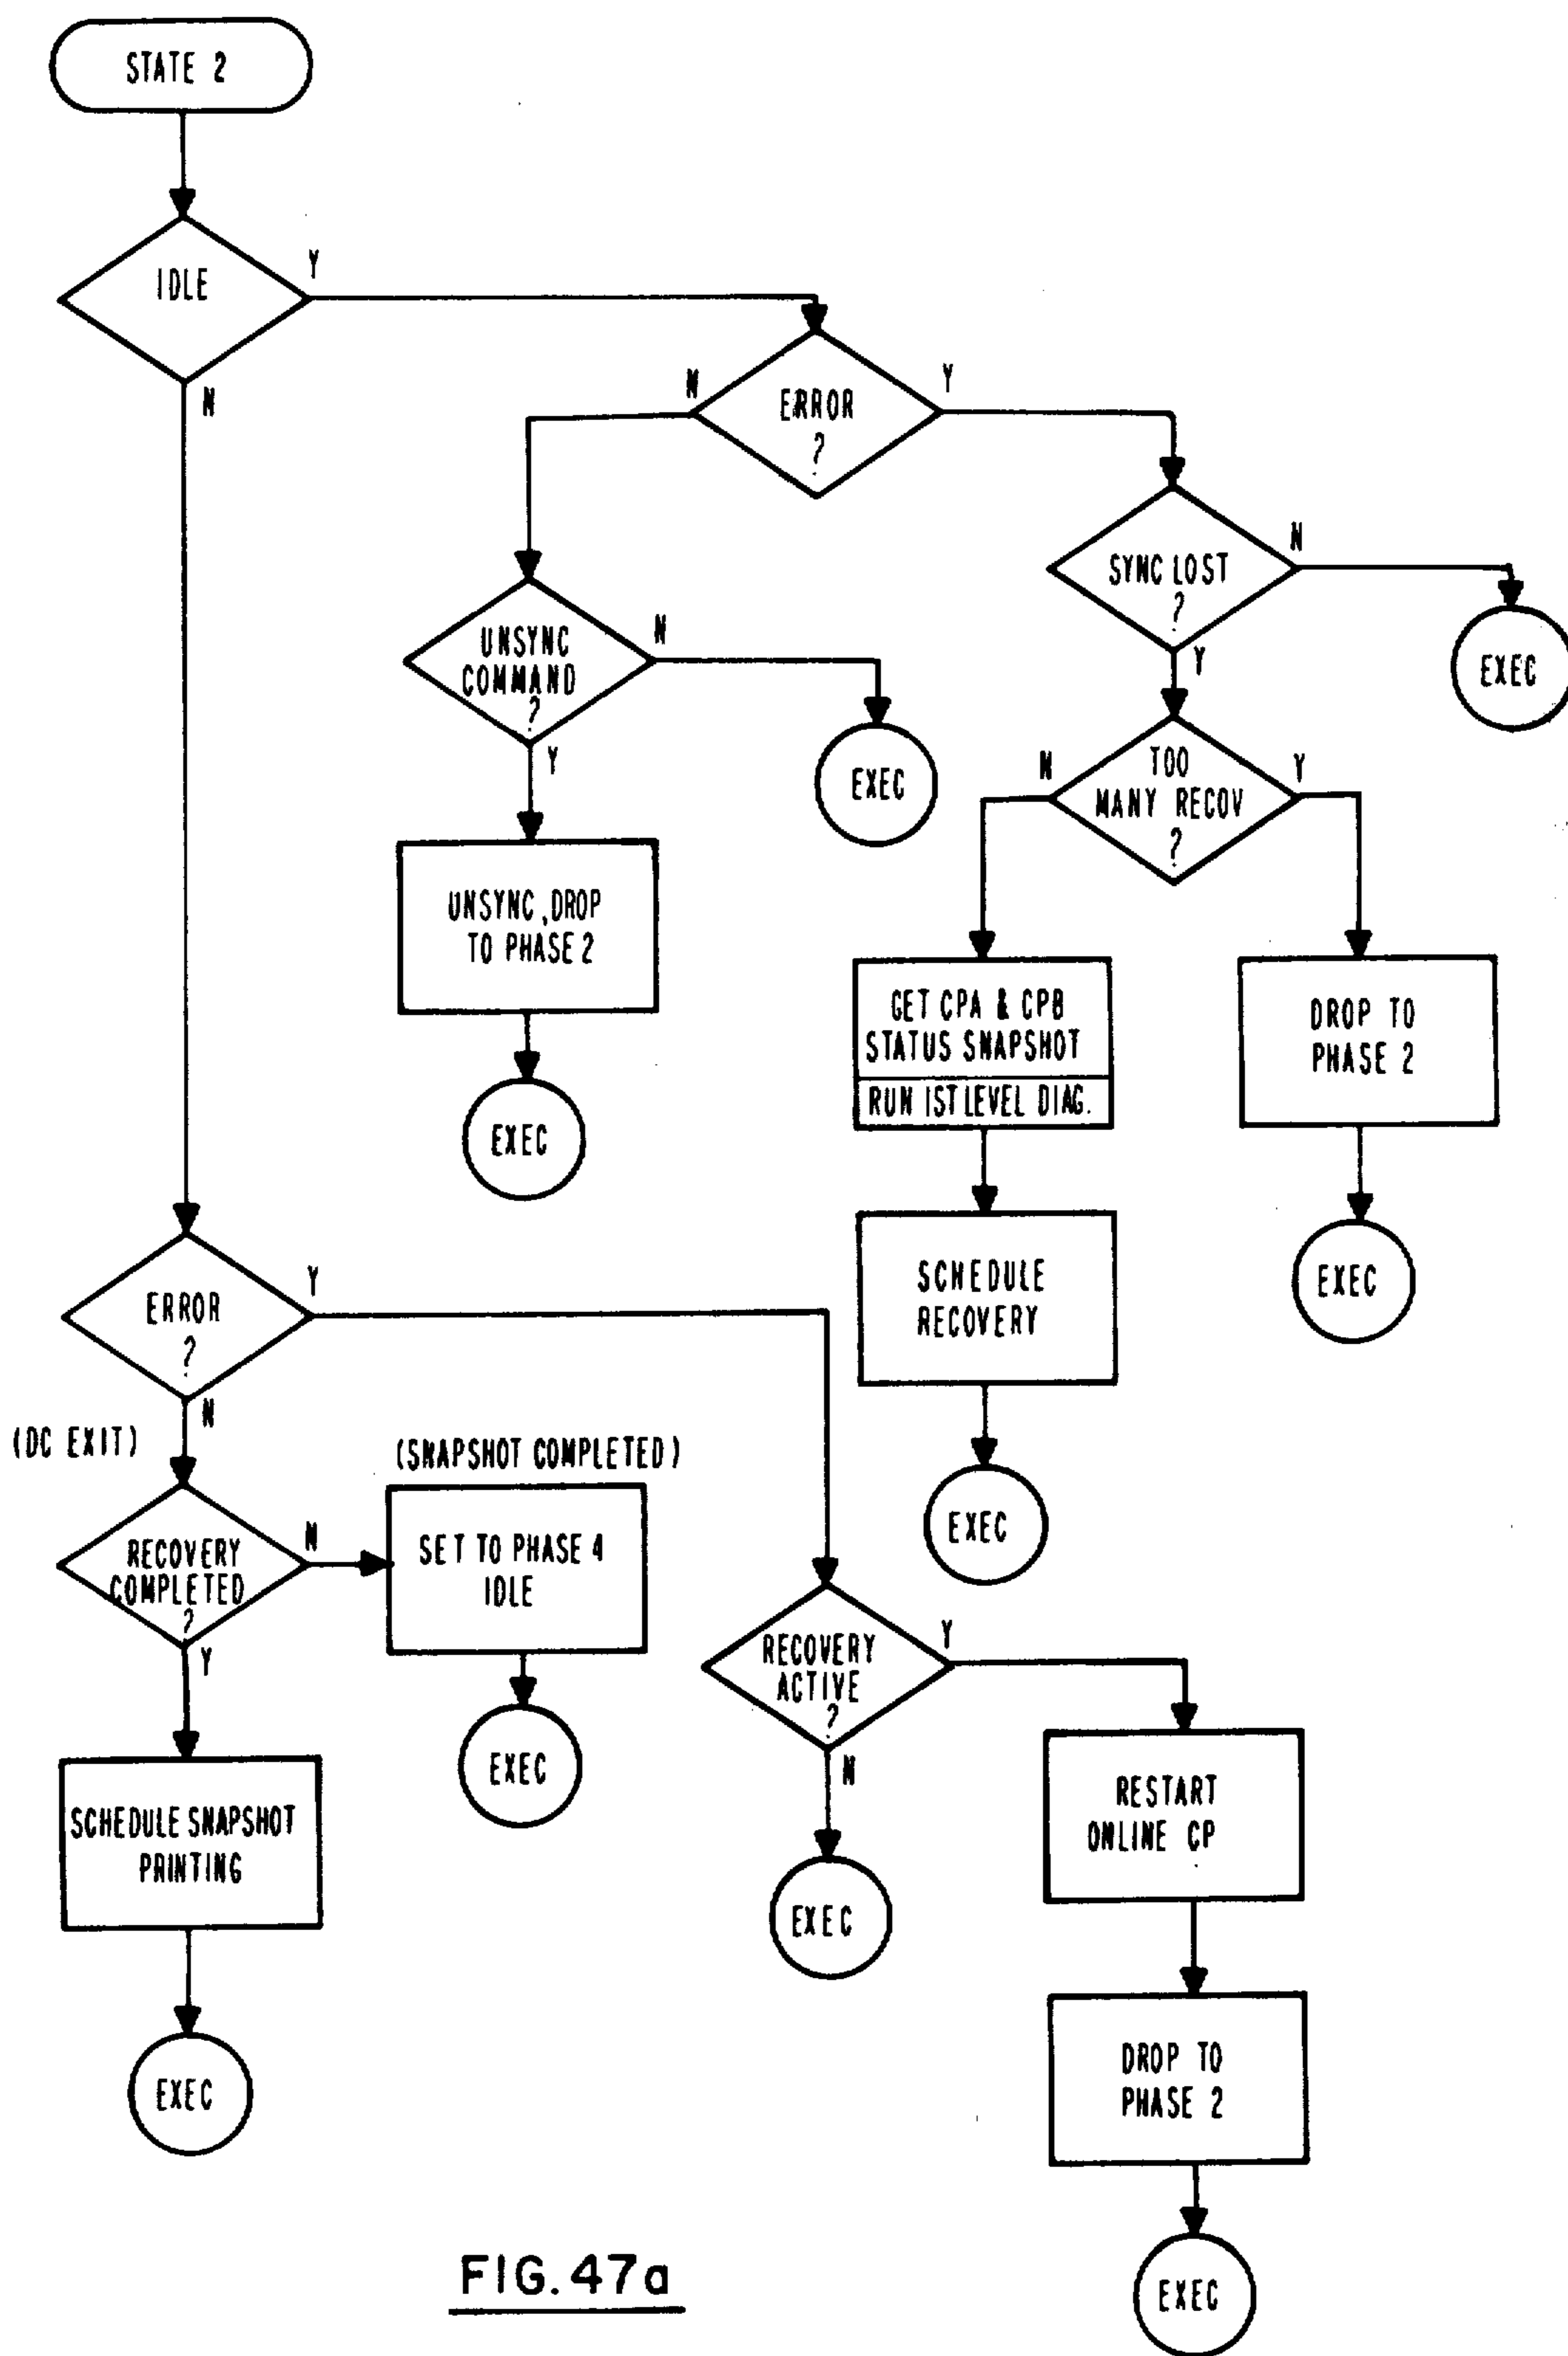 STATE 2
IDLE
Y
N
ERROR
?
N
Y
SYNC LOST
?
N
Y
EXEC
UNSYNC
COMMAND
?
N
Y
EXEC
TOO
MANY RECOV
?
N
Y
UNSYNC, DROP
TO PHASE 2
EXEC
GET CPA & CPB
STATUS SNAPSHOT
RUN 1ST LEVEL DIAG.
DROP TO
PHASE 2
EXEC
SCHEDULE
RECOVERY
EXEC
ERROR
?
Y
N
(DC EXIT)
(SNAPSHOT COMPLETED)
RECOVERY
COMPLETED
?
N
Y
SET TO PHASE 4
IDLE
EXEC
RECOVERY
ACTIVE
?
Y
N
EXEC
SCHEDULE SNAPSHOT
PRINTING
EXEC
RESTART
ONLINE CP
DROP TO
PHASE 2
EXEC
FIG. 47a